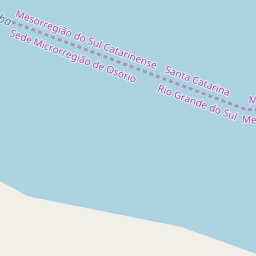 Mesorregião do Sul Catarinense
Sede Microrregião de Osório
Santa Catarina
Rio Grande do Sul